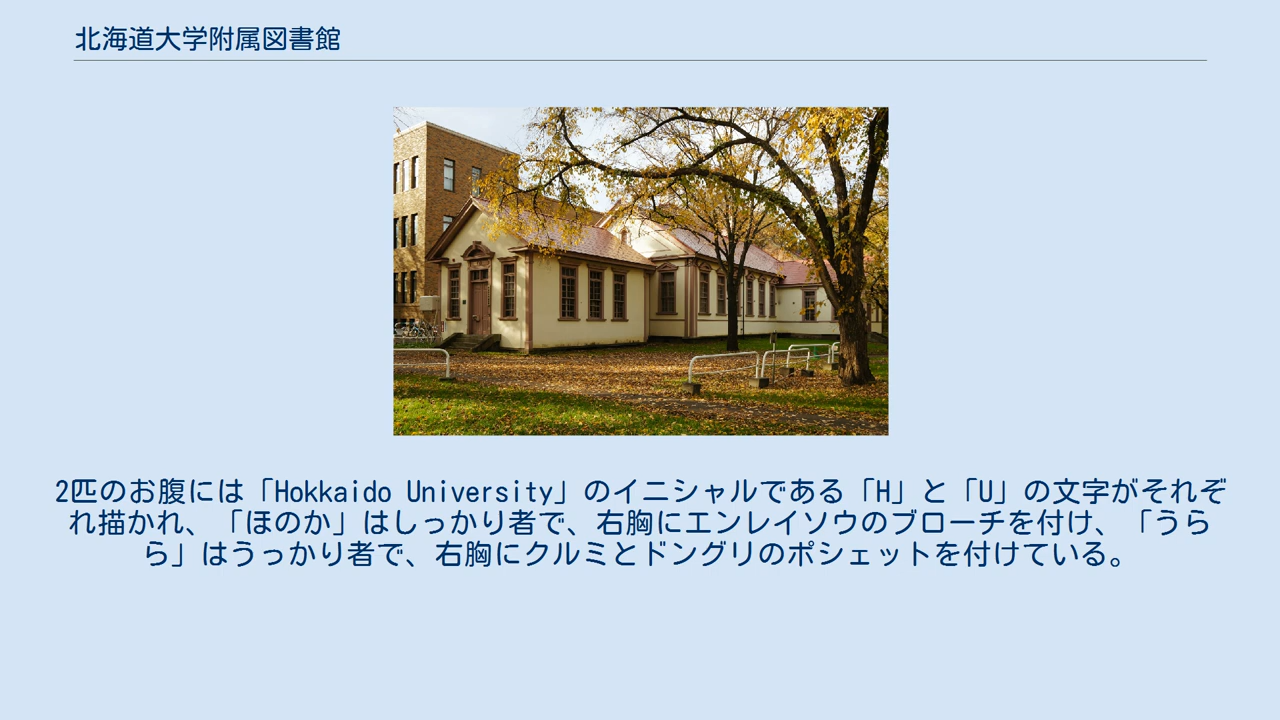 北海道大学附属図書館
2匹のお腹には「Hokkaido University」のイニシャルである「H」と「U」の文字がそれぞ
れ描かれ、「ほのか」はしっかり者で、右胸にエンレイソウのブローチを付け、「うら
ら」はうっかり者で、右胸にクルミとドングリのポシェットを付けている。